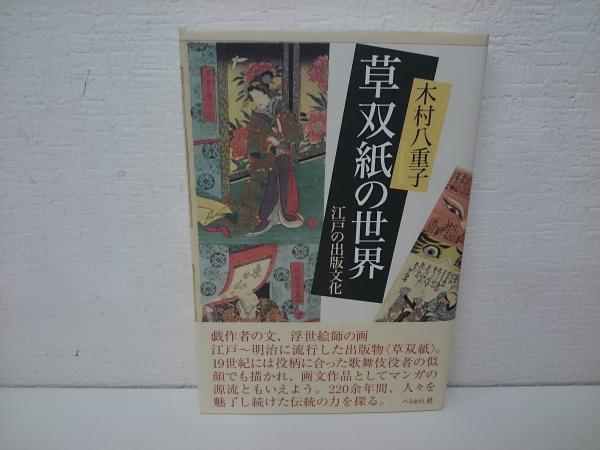 草双紙の世界
江戸の出版文化
木村八重子
戯作者の文、浮世絵師の画
江戸〜明治に流行した出版物〈草双紙〉。
19世紀には役柄に合った歌舞伎役者の似
顔でも描かれ、画文作品としてマンガの
源流ともいえよう。220余年間、人々を
魅了し続けた伝統の力を探る。
ぺりかん社